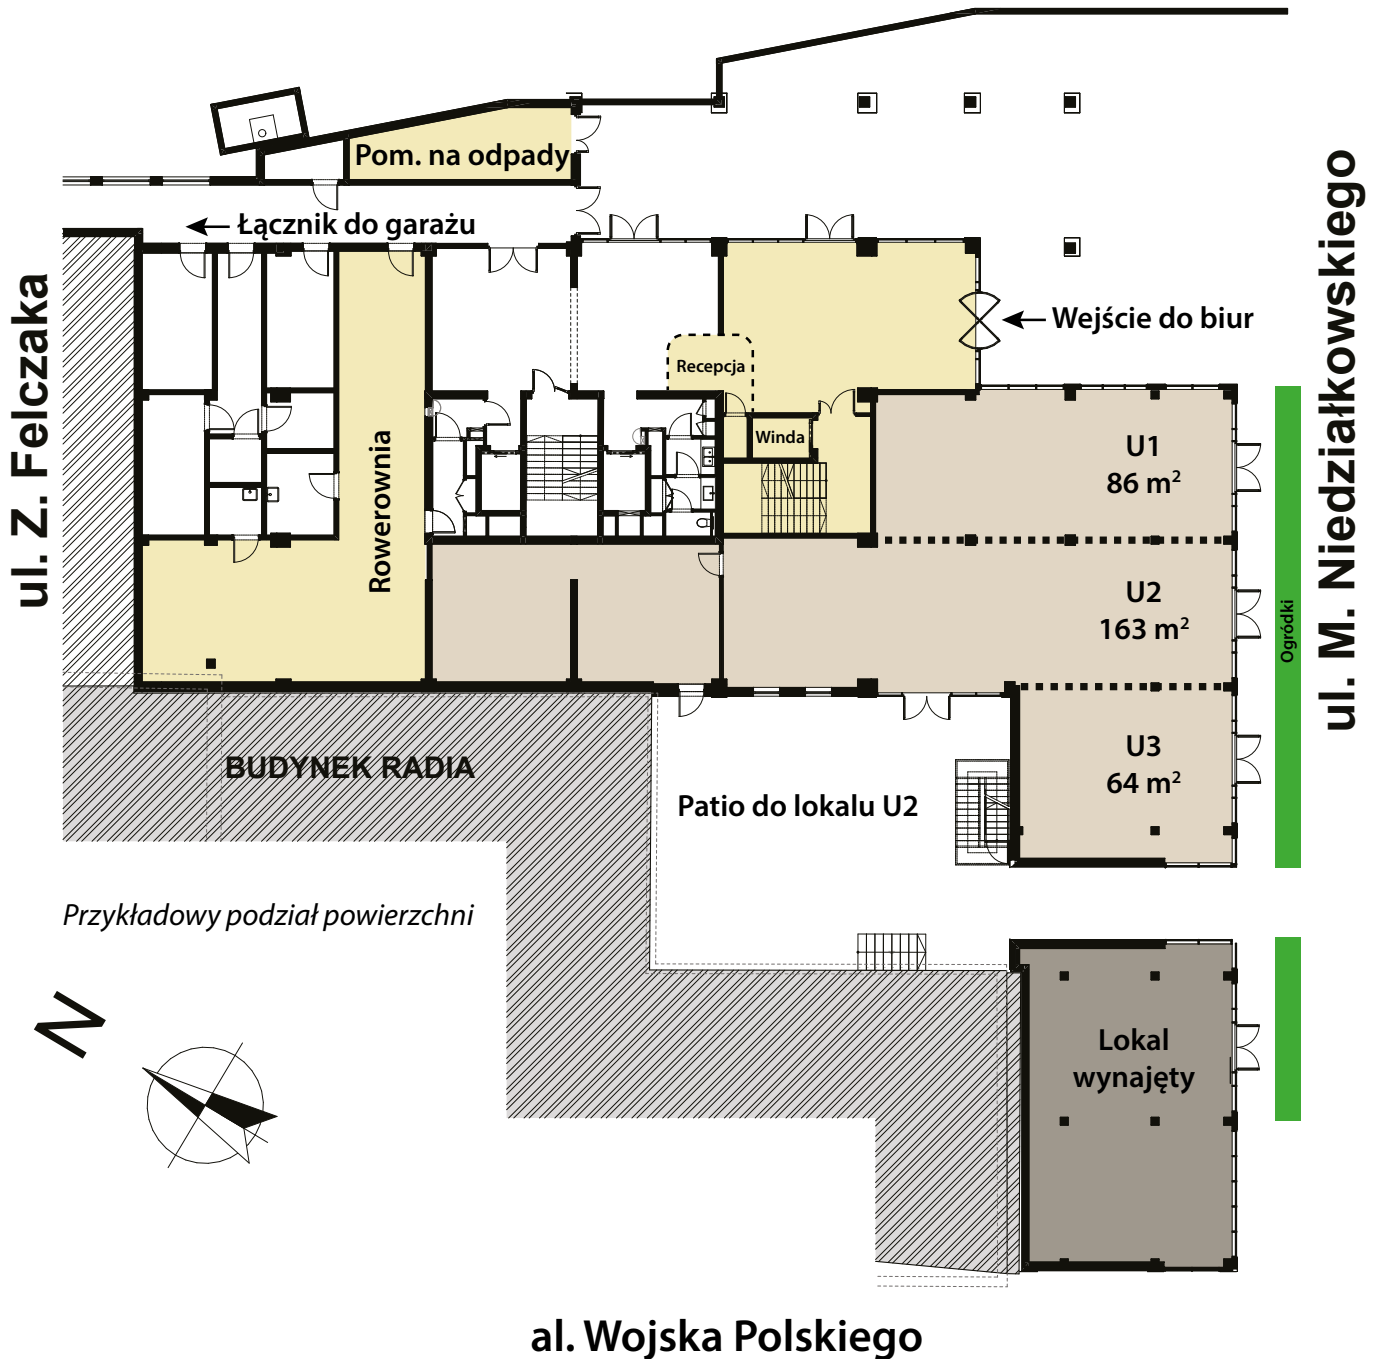 Pom. na odpady
Łącznik do garażu
ul. Z. Felczaka
ul. M. Niedziałkowskiego
Wejście do biur
Recepcja
Winda
Rowerownia
U1
86 m²
U2
163 m²
Ogródki
U3
64 m²
BUDYNEK RADIA
Patio do lokalu U2
Przykładowy podział powierzchni
N
Lokal
wynajęty
al. Wojska Polskiego